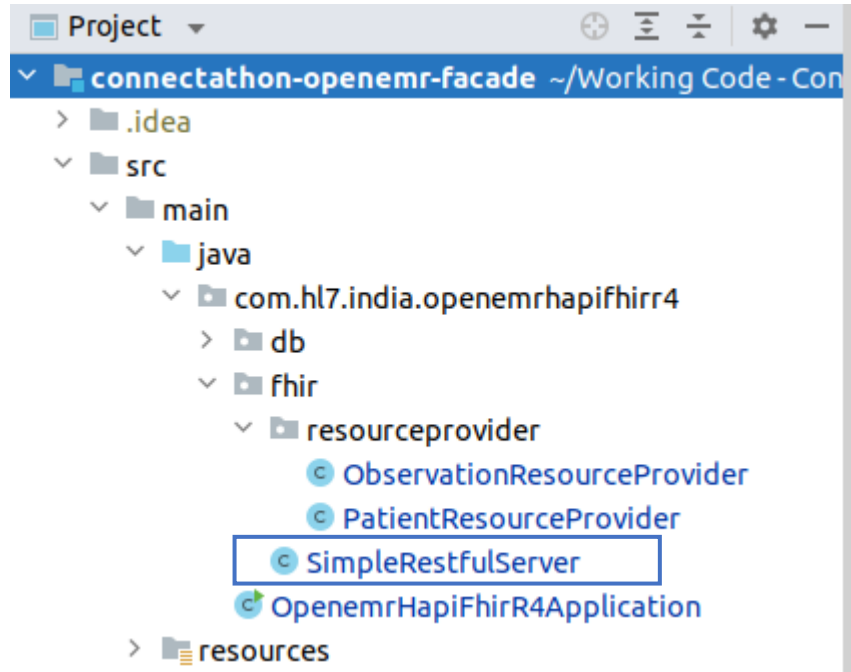 Project
connectathon-openemr-facade ~/Working Code - Con
.idea
src
main
java
com.hl7.india.openemrhapifhirr4
db
fhir
resourceprovider
C ObservationResourceProvider
C PatientResourceProvider
C SimpleRestfulServer
C OpenemrHapiFhirR4Application
resources